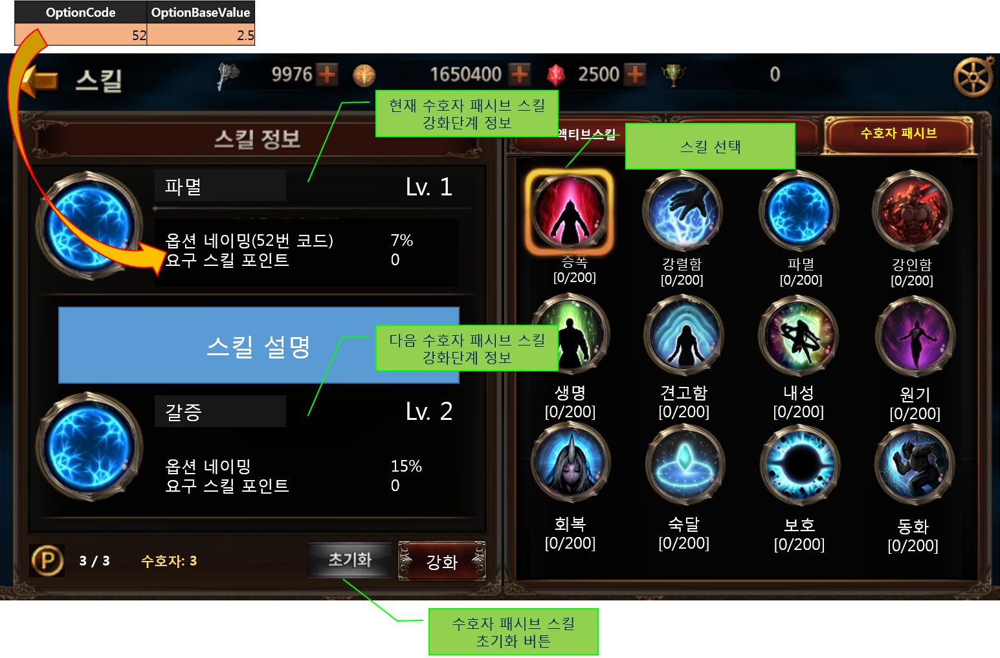 OptionCode OptionBaseValue
52 2.5
스킬 9976 1650400 2500 0
현재 수호자 패시브 스킬
강화단계 정보
스킬 정보
액티브스킬
스킬 선택
수호자 패시브
파멸 Lv. 1
옵션 네이밍(52번 코드) 7%
요구 스킬 포인트 0
스킬 설명
다음 수호자 패시브 스킬
강화단계 정보
갈증 Lv. 2
옵션 네이밍 15%
요구 스킬 포인트 0
P 3 / 3 수호자: 3 초기화 강화
증폭 강렬함 파멸 강인함
[0/200] [0/200] [0/200] [0/200]
생명 견고함 내성 원기
[0/200] [0/200] [0/200] [0/200]
회복 숙달 보호 동화
[0/200] [0/200] [0/200] [0/200]
수호자 패시브 스킬
초기화 버튼